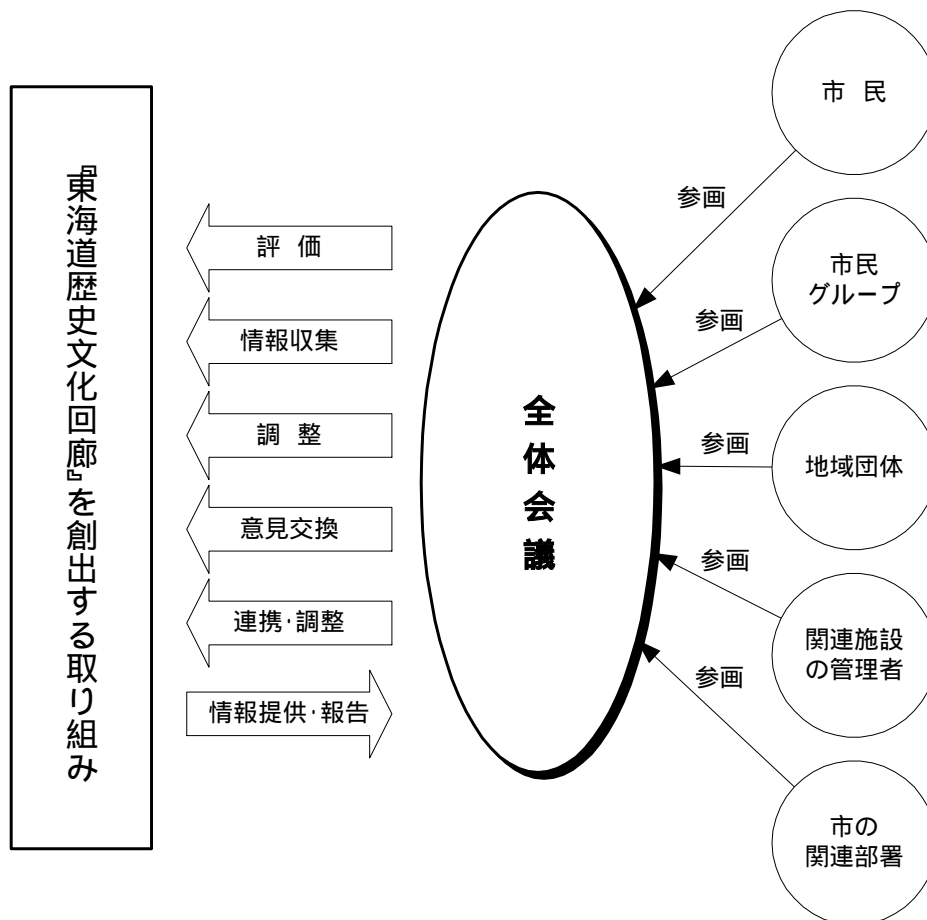 『東海道歴史文化回廊』を創出する取り組み
評 価
情報収集
調 整
意見交換
連携・調整
情報提供・報告
全体会議
参画
参画
参画
参画
参画
市 民
市民
グループ
地域団体
関連施設
の管理者
市の
関連部署